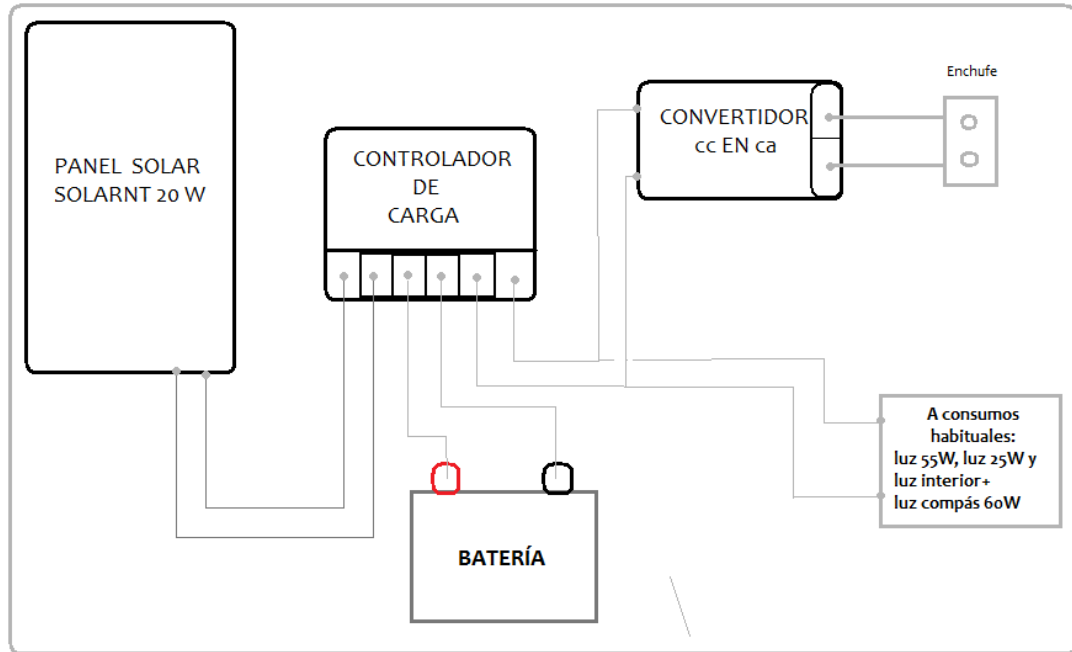 PANEL SOLAR
SOLARNT 20 W
CONTROLADOR
DE
CARGA
CONVERTIDOR
cc EN ca
Enchufe
BATERÍA
A consumos
habituales:
luz 55W, luz 25W y
luz interior+
luz compás 60W